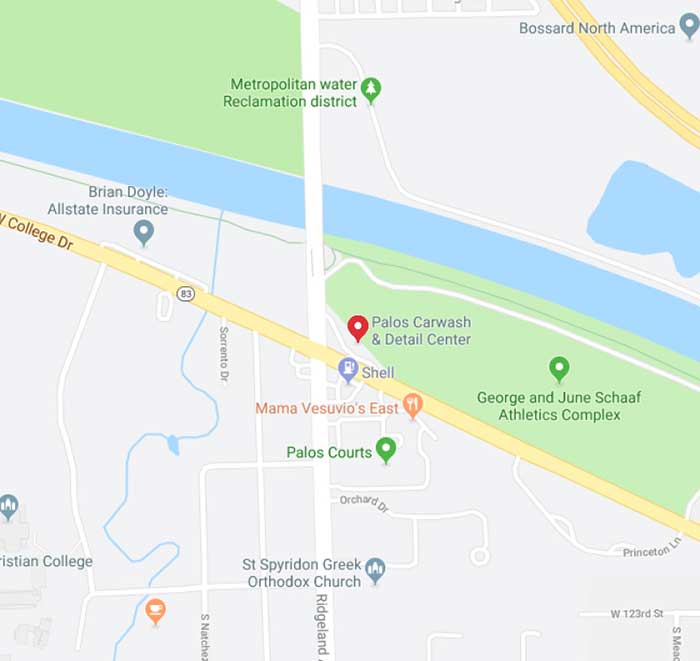 Bossard North America
Metropolitan water
Reclamation district
Brian Doyle:
Allstate Insurance
College Dr
83
Palos Carwash
& Detail Center
Sorrento Dr
Shell
George and June Schaaf
Athletics Complex
Mama Vesuvio's East
Palos Courts
Orchard Dr
ristian College
St Spyridon Greek
Orthodox Church
Princeton Ln
Ridgeland A
S Natchez
W 123rd St
S Mead